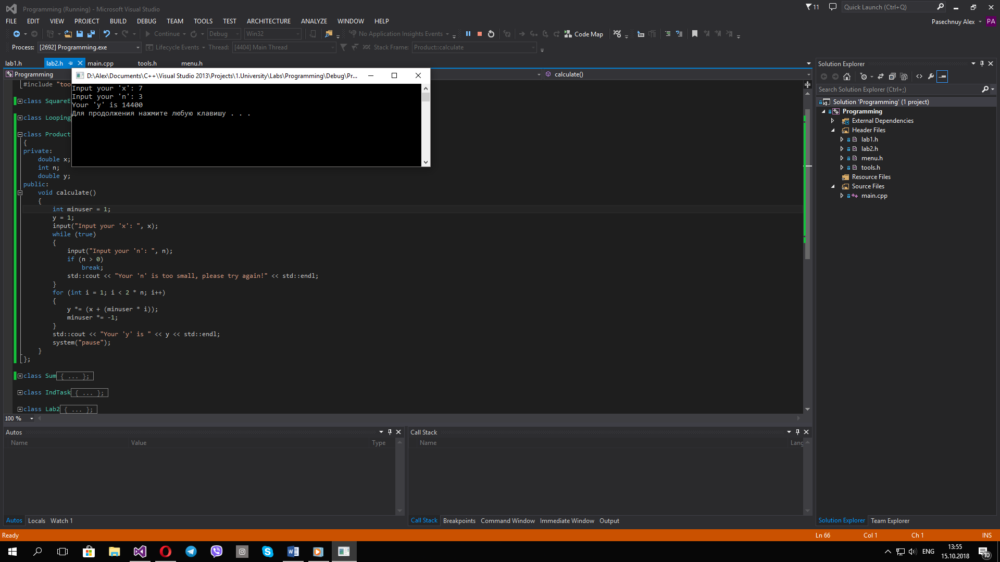 Programming (Running) - Microsoft Visual Studio
11
Quick Launch (Ctrl+Q)
FILE EDIT VIEW PROJECT BUILD DEBUG TEAM TOOLS TEST ARCHITECTURE ANALYZE WINDOW HELP
Pasechnuy Alex PA
Continue Debug Win32 No Application Insights Events Code Map
Process: [2692] Programming.exe Lifecycle Events Thread: [4404] Main Thread Stack Frame: Product::calculate
lab1.h lab2.h main.cpp tools.h menu.h
Programming
calculate()
D:\Alex\Documents\C++\Visual Studio 2013\Projects\1.University\Labs\Programming\Debug\Pr...
Input your 'x': 7
Input your 'n': 3
Your 'y' is 14400
Для продолжения нажмите любую клавишу . . .
#include "too
class SquareE
class Looping
class Product
{
private:
double x;
int n;
double y;
public:
void calculate()
{
int minuser = 1;
y = 1;
input("Input your 'x': ", x);
while (true)
{
input("Input your 'n': ", n);
if (n > 0)
break;
std::cout << "Your 'n' is too small, please try again!" << std::endl;
}
for (int i = 1; i < 2 * n; i++)
{
y *= (x + (minuser * i));
minuser *= -1;
}
std::cout << "Your 'y' is " << y << std::endl;
system("pause");
}
};
class Sum{ ... };
class IndTask{ ... };
class Lab2{ ... };
100 %
Solution Explorer
Search Solution Explorer (Ctrl+;)
Solution 'Programming' (1 project)
Programming
External Dependencies
Header Files
lab1.h
lab2.h
menu.h
tools.h
Resource Files
Source Files
main.cpp
Autos
Name Value Type
Autos Locals Watch 1
Call Stack
Name Lang
Call Stack Breakpoints Command Window Immediate Window Output
Solution Explorer Team Explorer
Ready Ln 66 Col 1 Ch 1 INS
ENG
13:55
15.10.2018
10